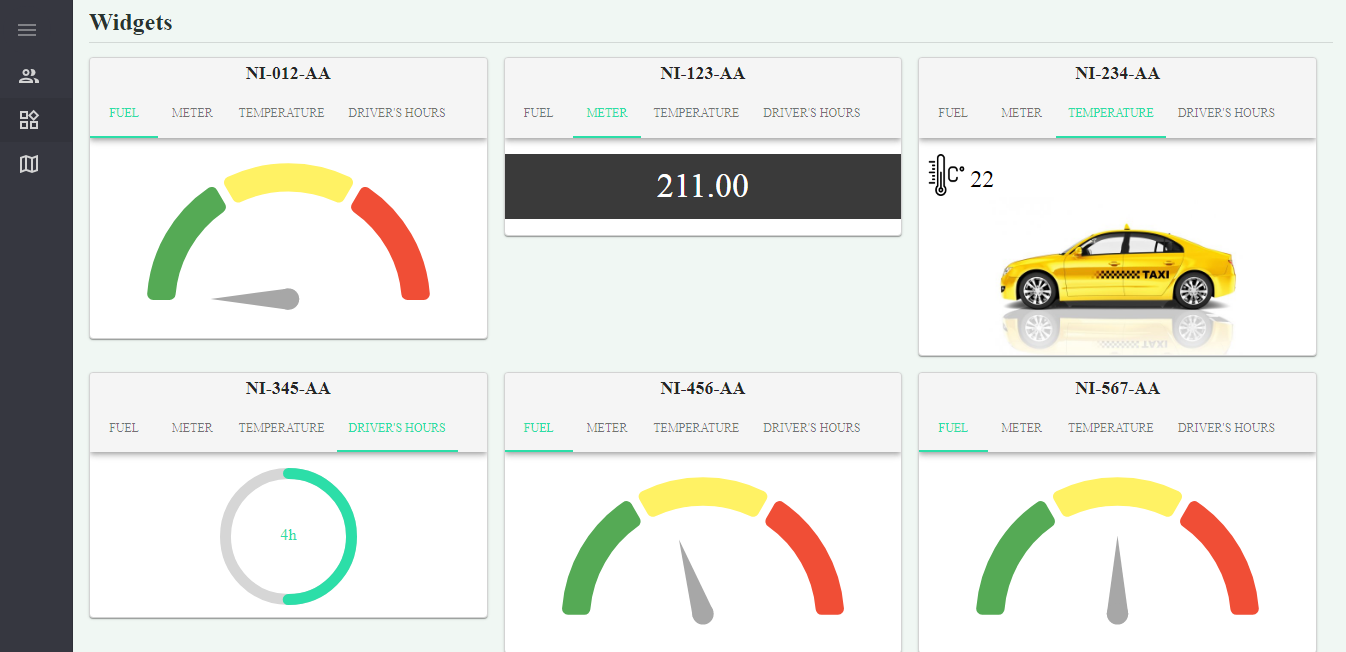 Widgets
NI-012-AA
FUEL METER TEMPERATURE DRIVER'S HOURS
NI-123-AA
FUEL METER TEMPERATURE DRIVER'S HOURS
211.00
NI-234-AA
FUEL METER TEMPERATURE DRIVER'S HOURS
C° 22
TAXI
NI-345-AA
FUEL METER TEMPERATURE DRIVER'S HOURS
4h
NI-456-AA
FUEL METER TEMPERATURE DRIVER'S HOURS
NI-567-AA
FUEL METER TEMPERATURE DRIVER'S HOURS